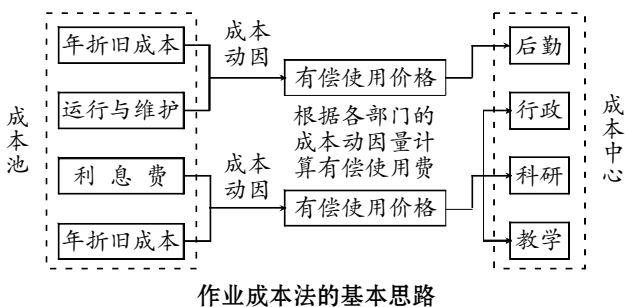 成本池
年折旧成本
运行与维护
利息费
年折旧成本
成本
动因
成本
动因
有偿使用价格
根据各部门的
成本动因量计
算有偿使用费
有偿使用价格
后勤
行政
科研
教学
成本中心
作业成本法的基本思路